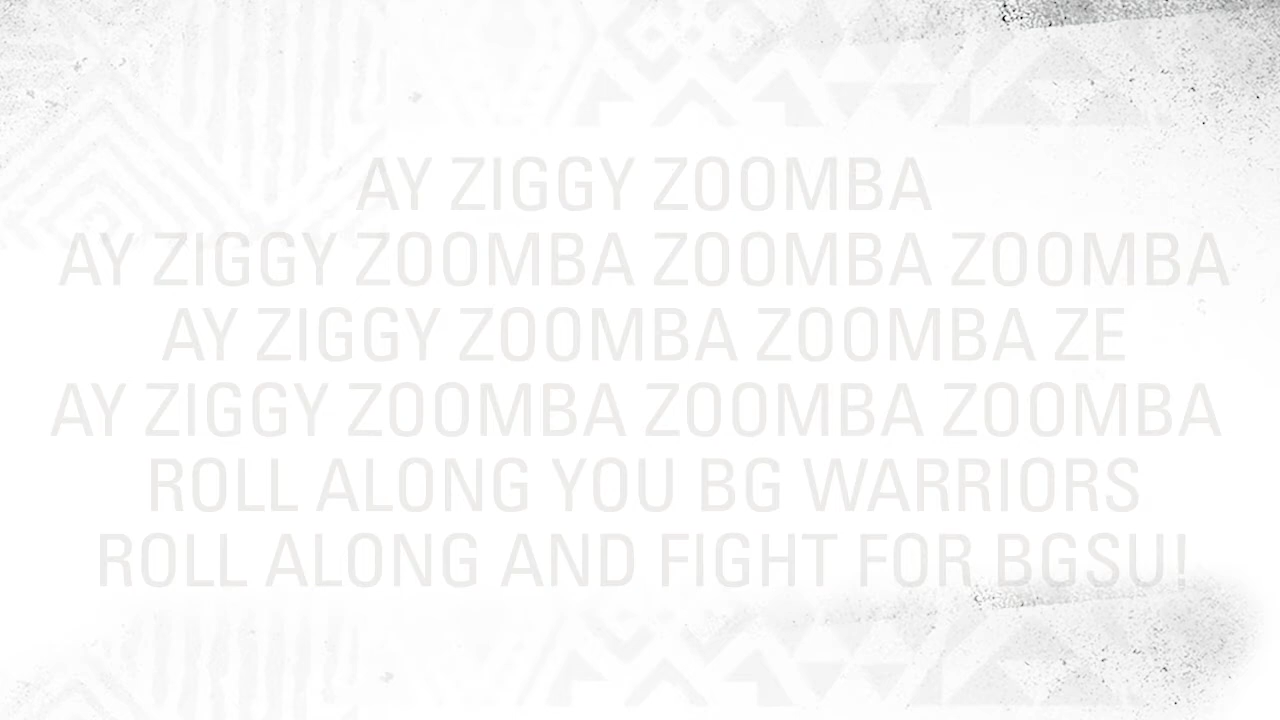 AY ZIGGY ZOOMBA
AY ZIGGY ZOOMBA ZOOMBA ZOOMBA
AY ZIGGY ZOOMBA ZOOMBA ZE
AY ZIGGY ZOOMBA ZOOMBA ZOOMBA
ROLL ALONG YOU BG WARRIORS
ROLL ALONG AND FIGHT FOR BGSU!